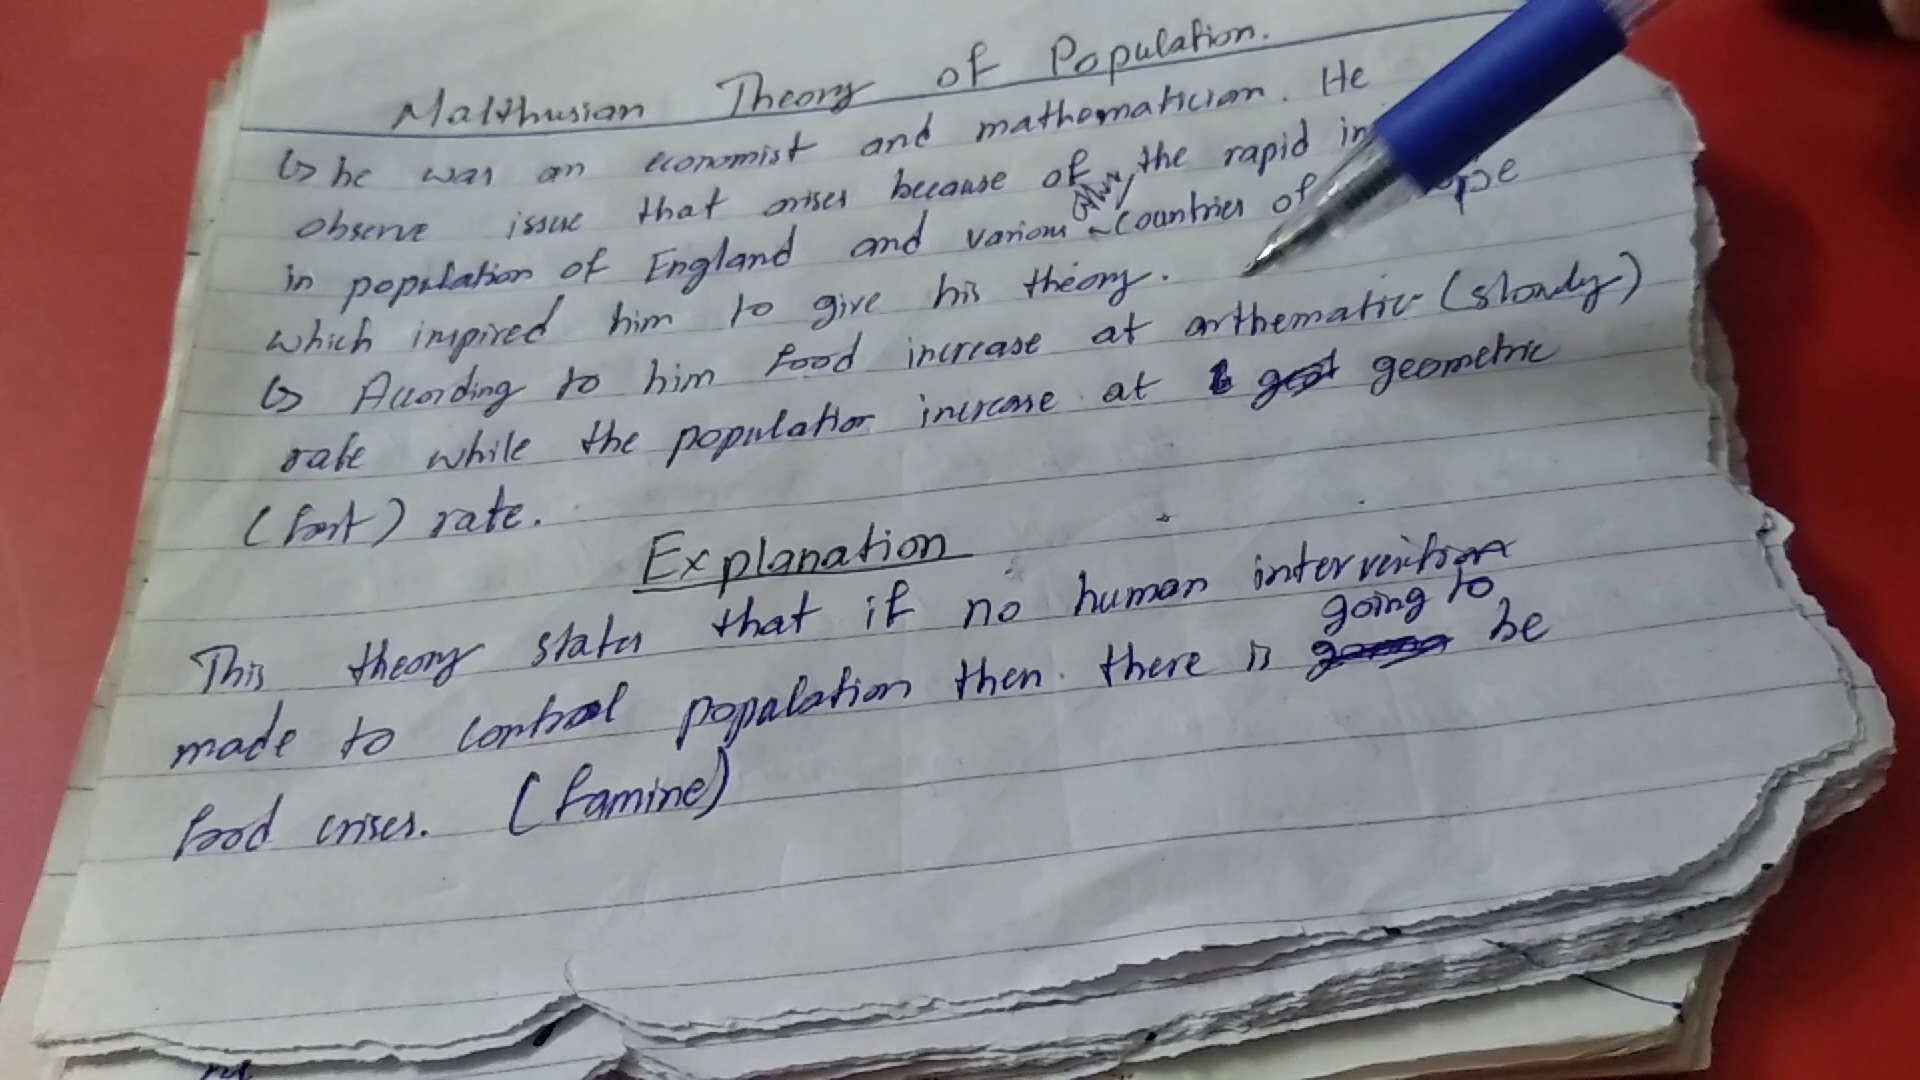 Malthusian Theory of Population.
↳ he was an economist and mathematician. He
observe issue that arises because of the rapid in
in population of England and various countries of
which inspired him to give his theory.
↳ According to him food increase at arthematic (slowly)
rate while the population increase at geometric
(fast) rate.
Explanation
This theory states that if no human intervention
made to control population then there is going to be
food crises. (famine)